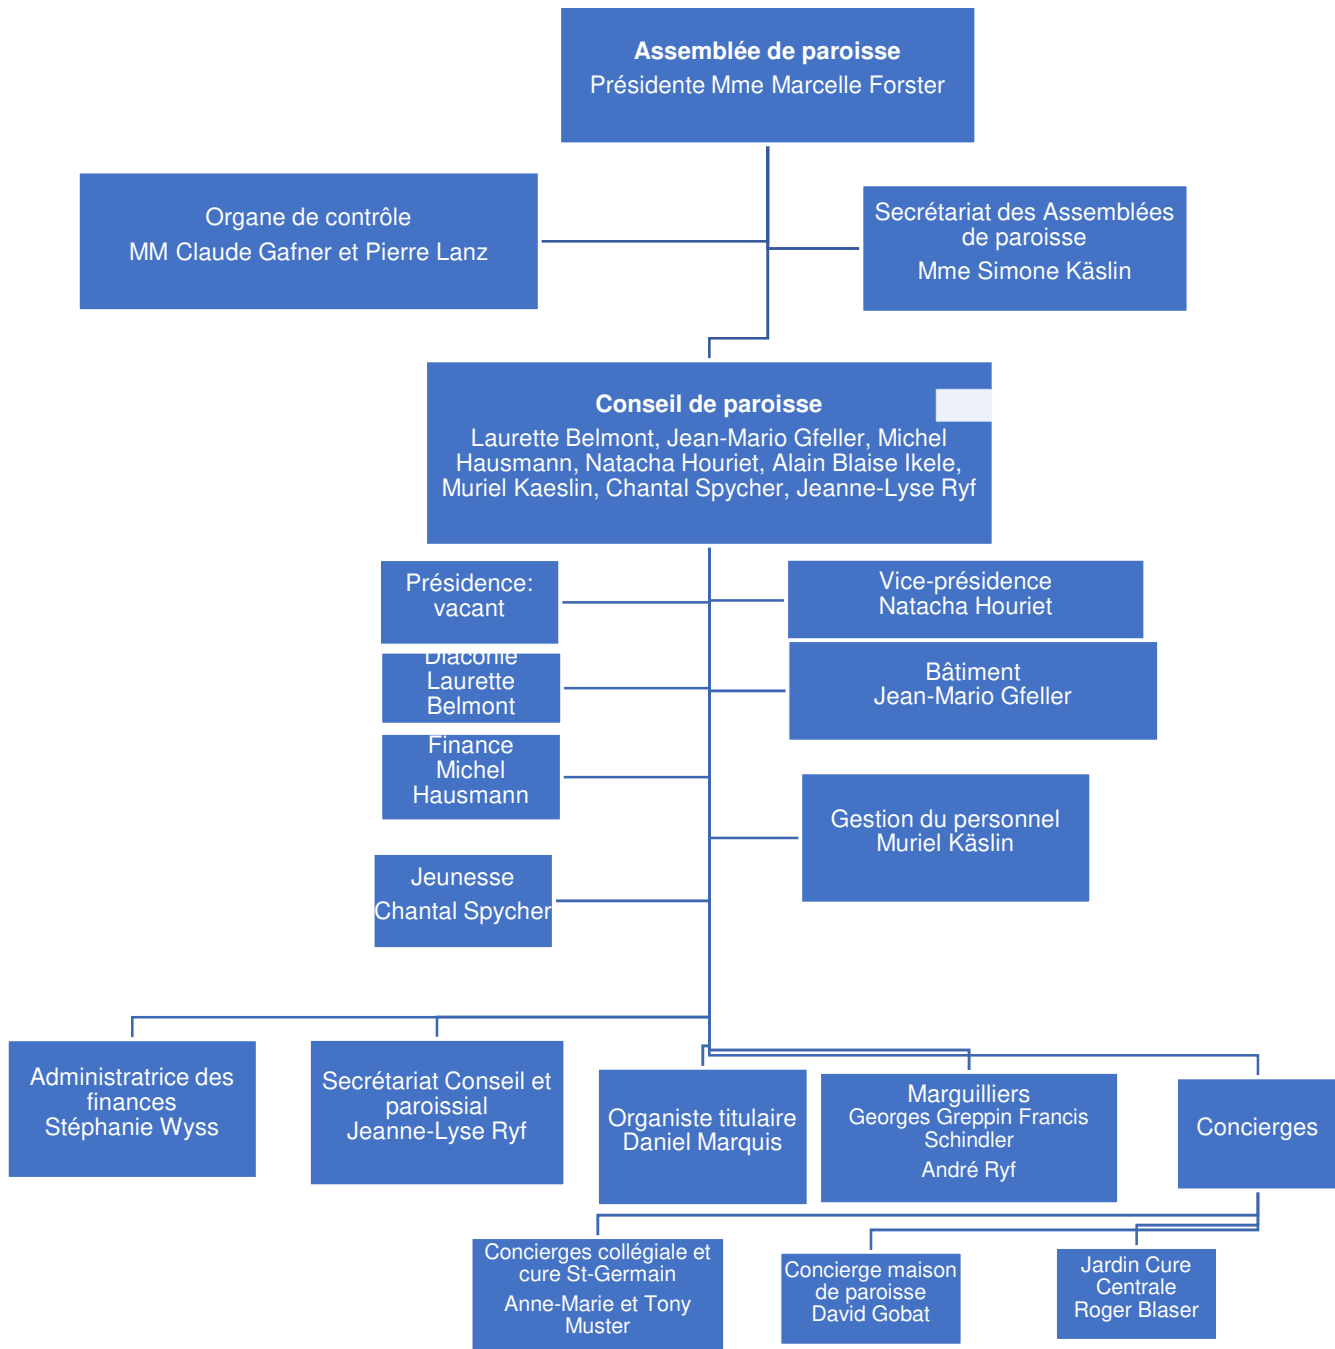 Assemblée de paroisse
Présidente Mme Marcelle Forster
Organe de contrôle
MM Claude Gafner et Pierre Lanz
Secrétariat des Assemblées
de paroisse
Mme Simone Käslin
Conseil de paroisse
Laurette Belmont, Jean-Mario Gfeller, Michel
Hausmann, Natacha Houriet, Alain Blaise Ikele,
Muriel Kaeslin, Chantal Spycher, Jeanne-Lyse Ryf
Présidence:
vacant
Vice-présidence
Natacha Houriet
Diaconie
Laurette
Belmont
Bâtiment
Jean-Mario Gfeller
Finance
Michel
Hausmann
Gestion du personnel
Muriel Käslin
Jeunesse
Chantal Spycher
Administratrice des
finances
Stéphanie Wyss
Secrétariat Conseil et
paroissial
Jeanne-Lyse Ryf
Organiste titulaire
Daniel Marquis
Marguilliers
Georges Greppin Francis
Schindler
André Ryf
Concierges
Concierges collégiale et
cure St-Germain
Anne-Marie et Tony
Muster
Concierge maison
de paroisse
David Gobat
Jardin Cure
Centrale
Roger Blaser